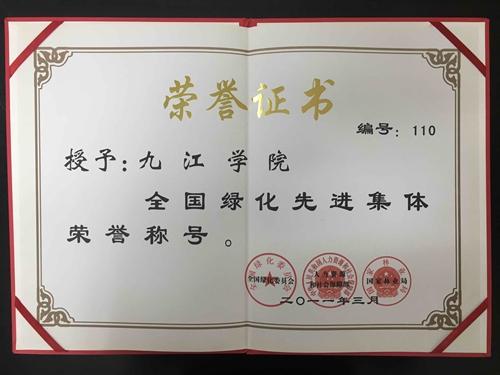 荣誉证书
编号：110
授予：九江学院
全国绿化先进集体
荣誉称号。
全国绿化委员会
人力资源和社会保障部
国家林业局
二〇一一年三月